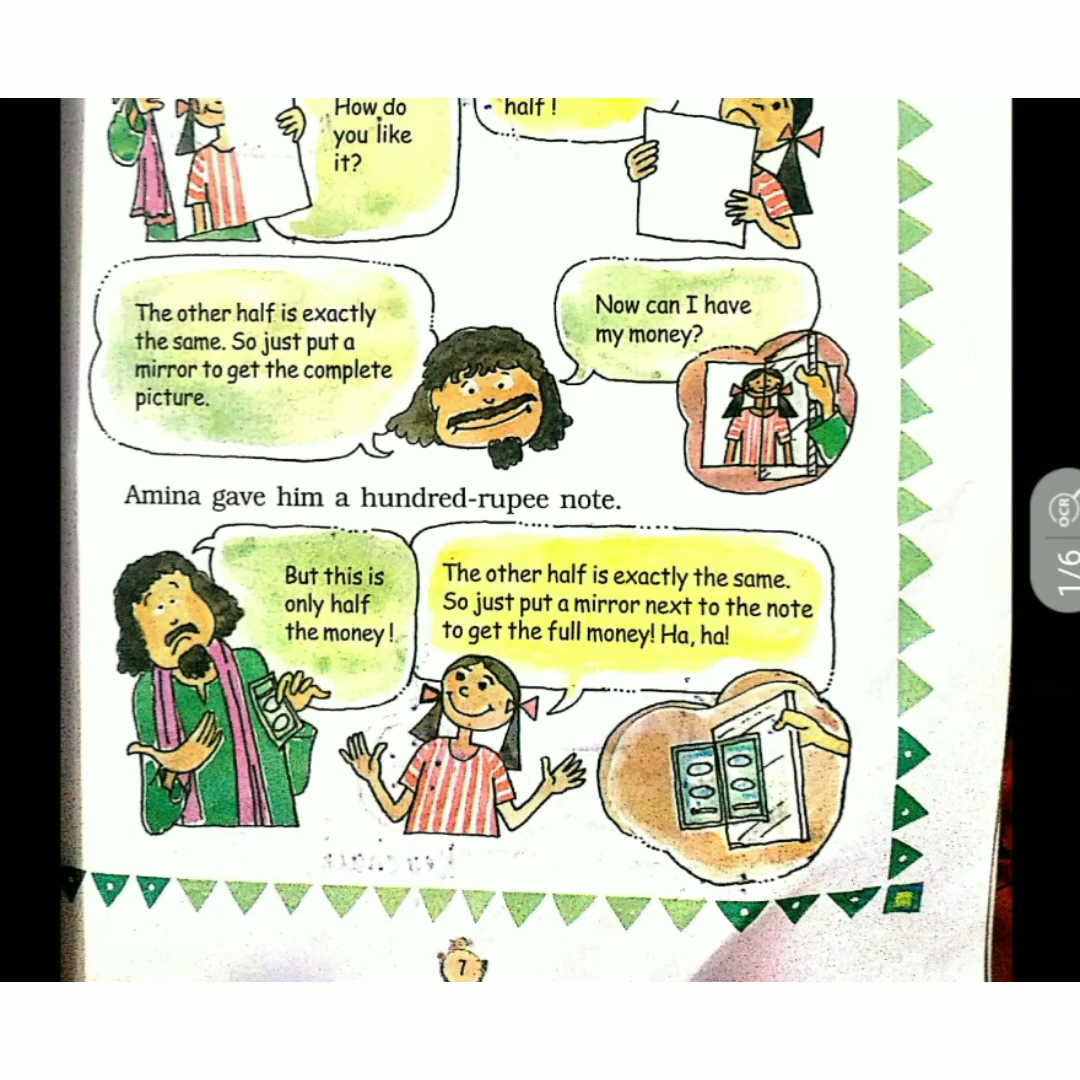 How do
you like
it?
half !
The other half is exactly
the same. So just put a
mirror to get the complete
picture.
Now can I have
my money?
Amina gave him a hundred-rupee note.
But this is
only half
the money!
The other half is exactly the same.
So just put a mirror next to the note
to get the full money! Ha, ha!
7
1/6
OCR